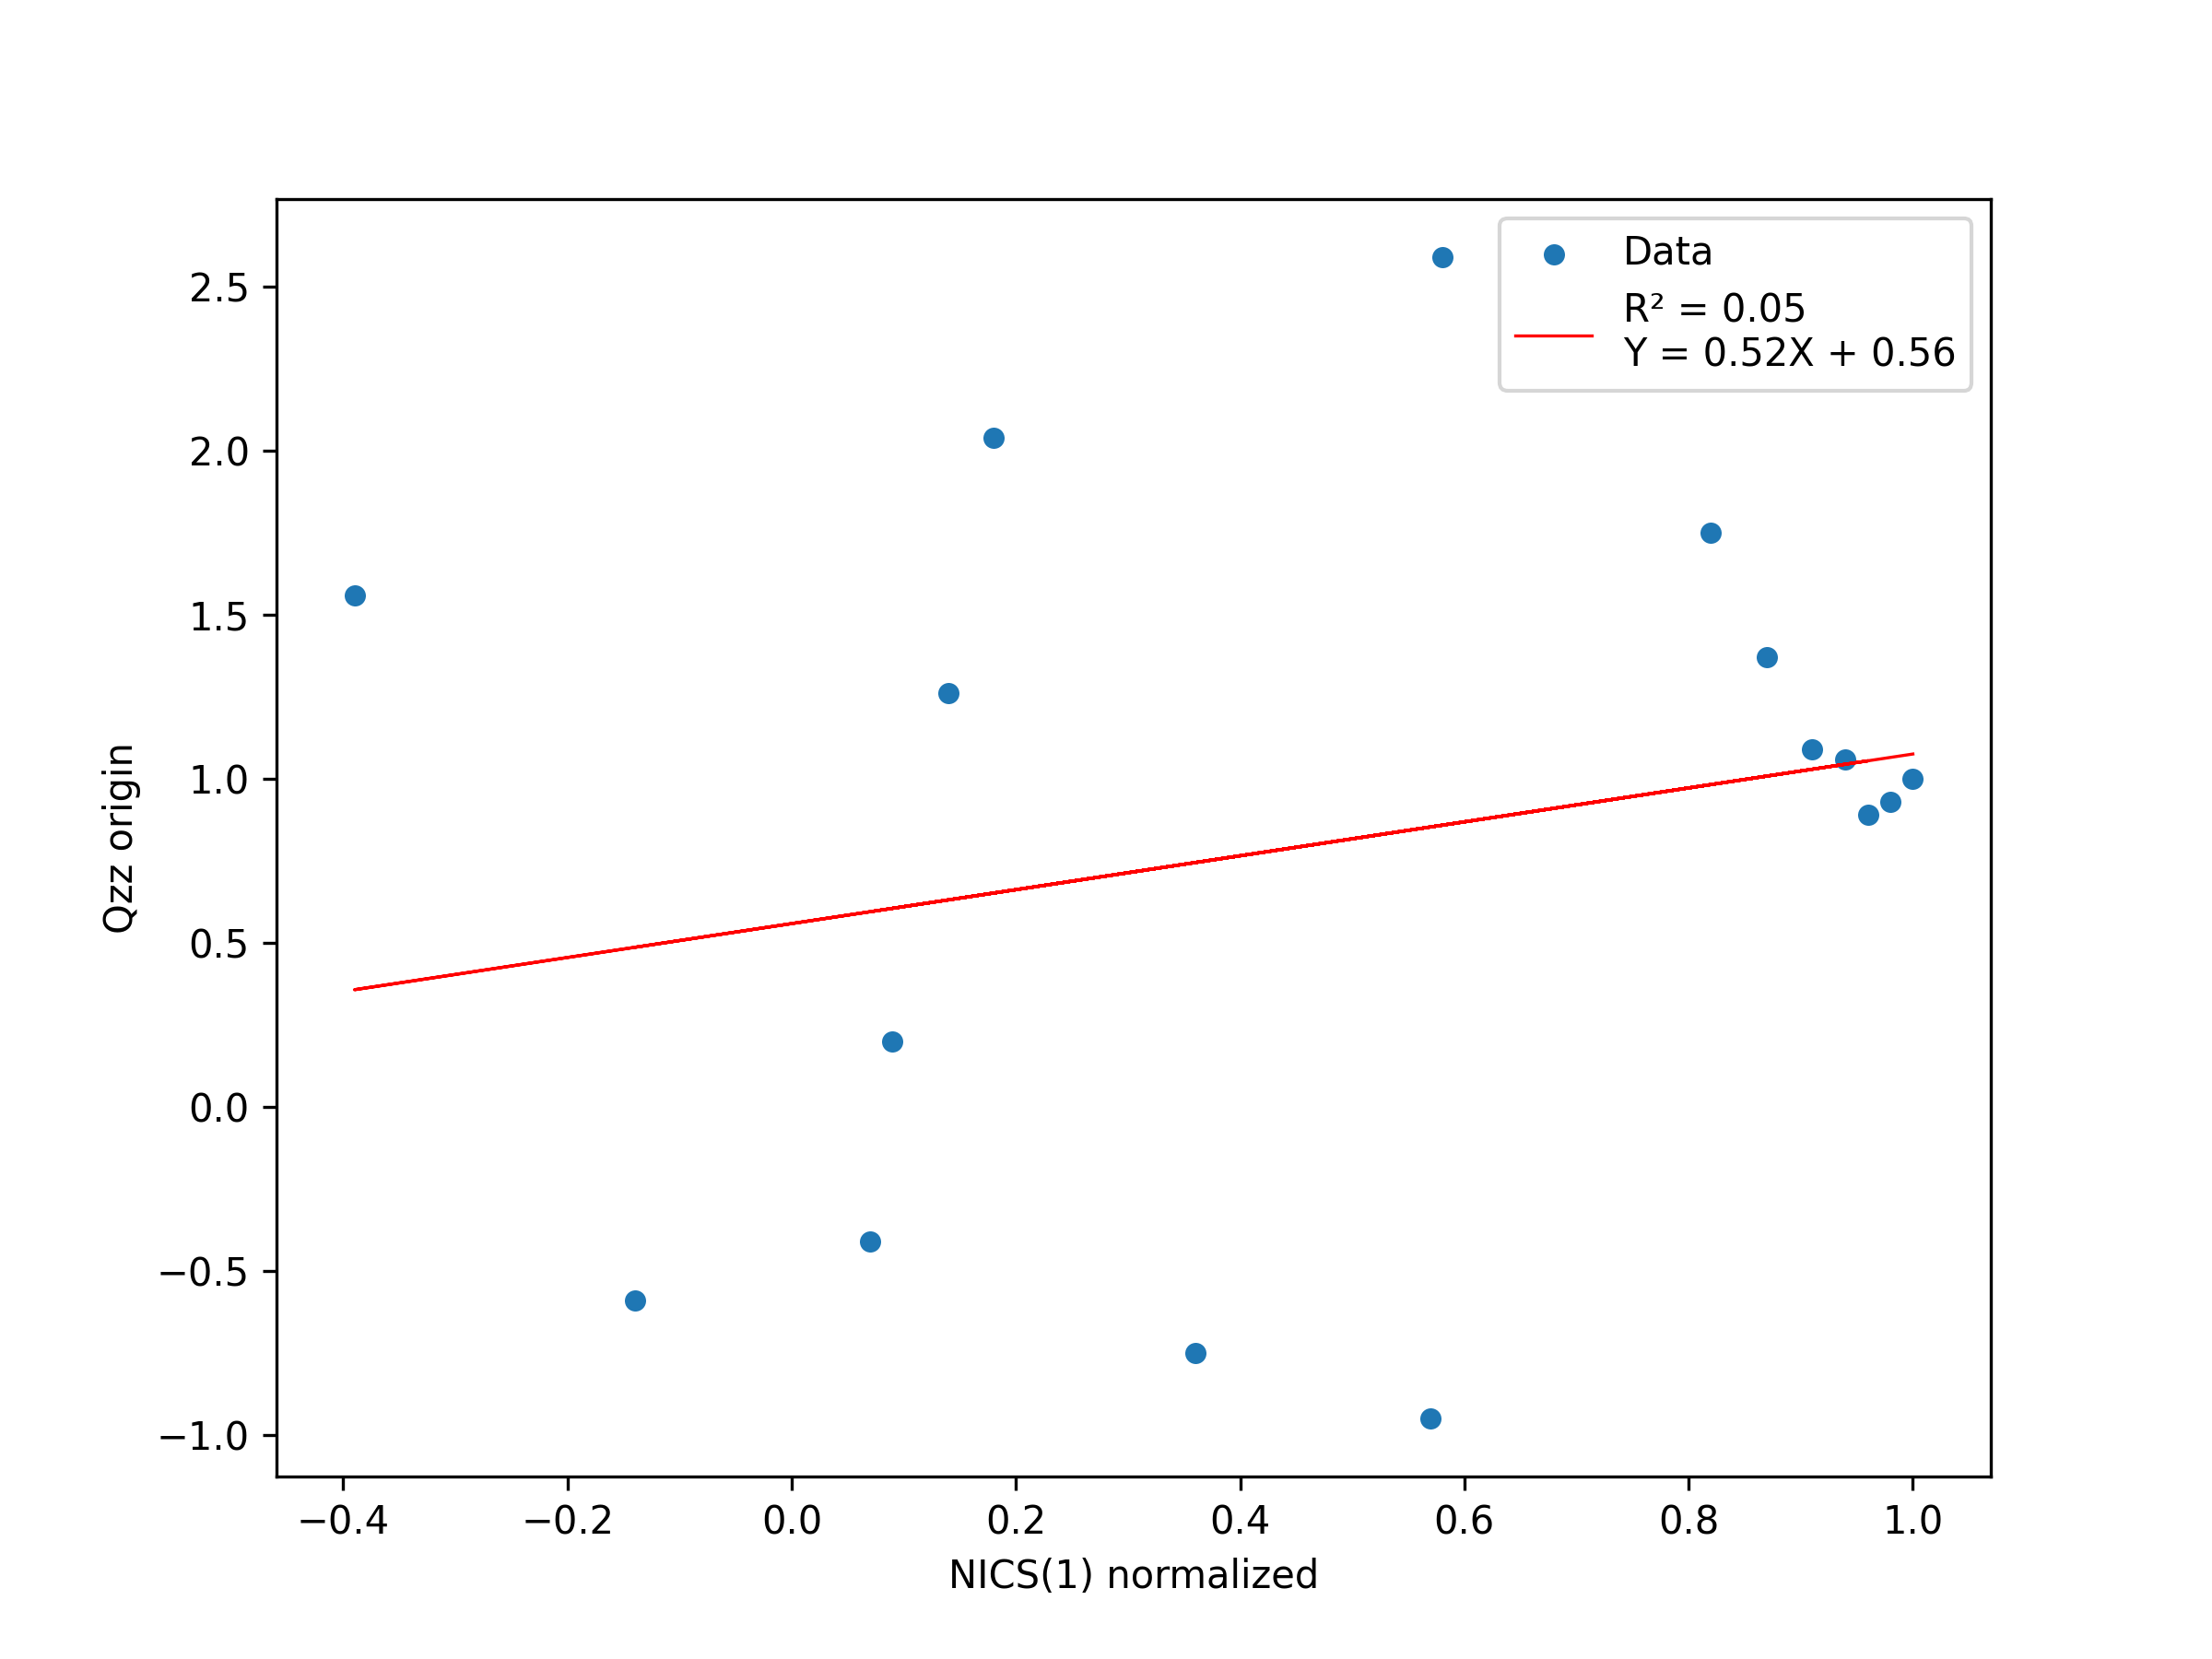 Data
R² = 0.05
Y = 0.52X + 0.56
2.5
2.0
1.5
1.0
0.5
0.0
−0.5
−1.0
Qzz origin
−0.4 −0.2 0.0 0.2 0.4 0.6 0.8 1.0
NICS(1) normalized